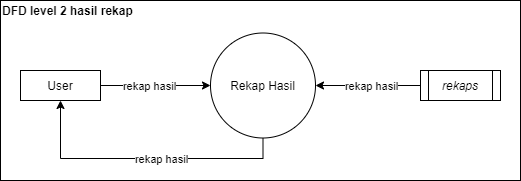 DFD level 2 hasil rekap
User
rekap hasil
Rekap Hasil
rekap hasil
rekaps
rekap hasil